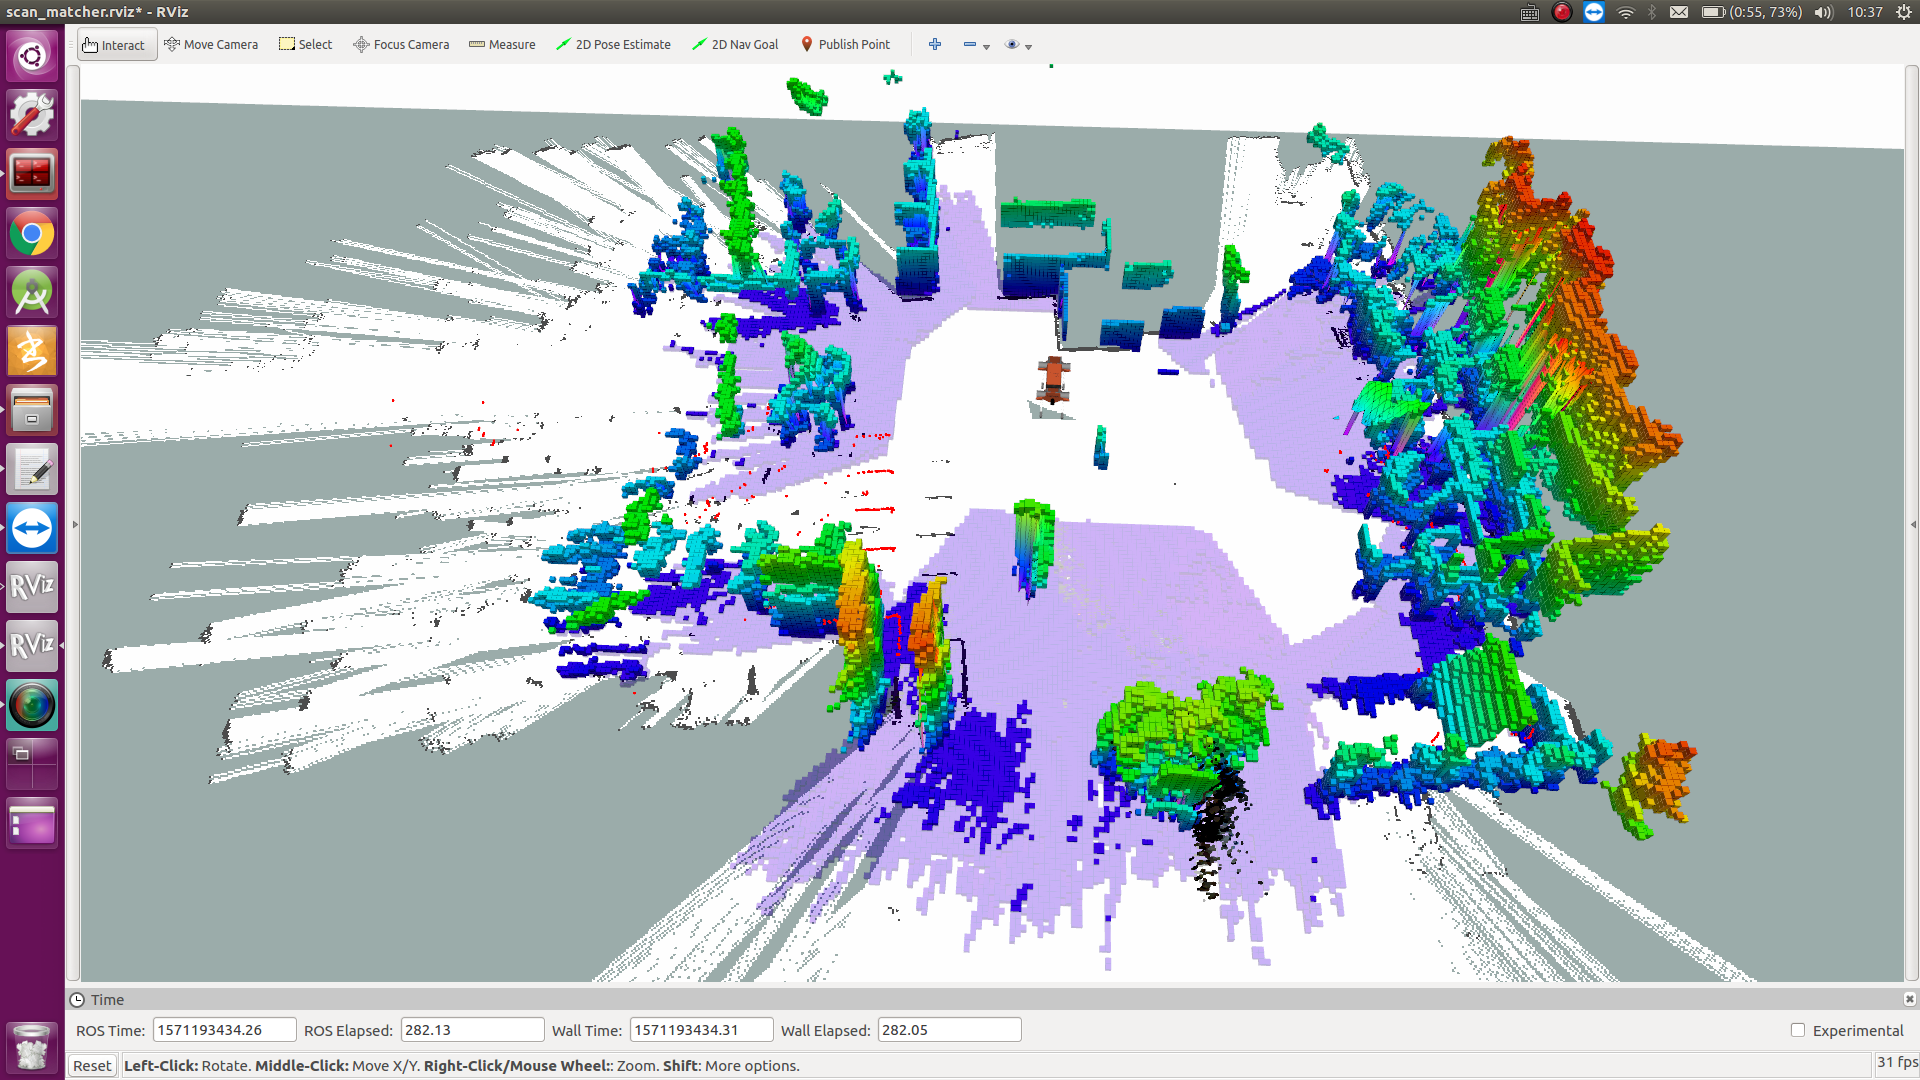 scan_matcher.rviz* - RViz
(0:55, 73%) 10:37
Interact Move Camera Select Focus Camera Measure 2D Pose Estimate 2D Nav Goal Publish Point
书
RViz
RViz
Time
ROS Time: 1571193434.26 ROS Elapsed: 282.13 Wall Time: 1571193434.31 Wall Elapsed: 282.05 Experimental
Reset Left-Click: Rotate. Middle-Click: Move X/Y. Right-Click/Mouse Wheel:: Zoom. Shift: More options. 31 fps